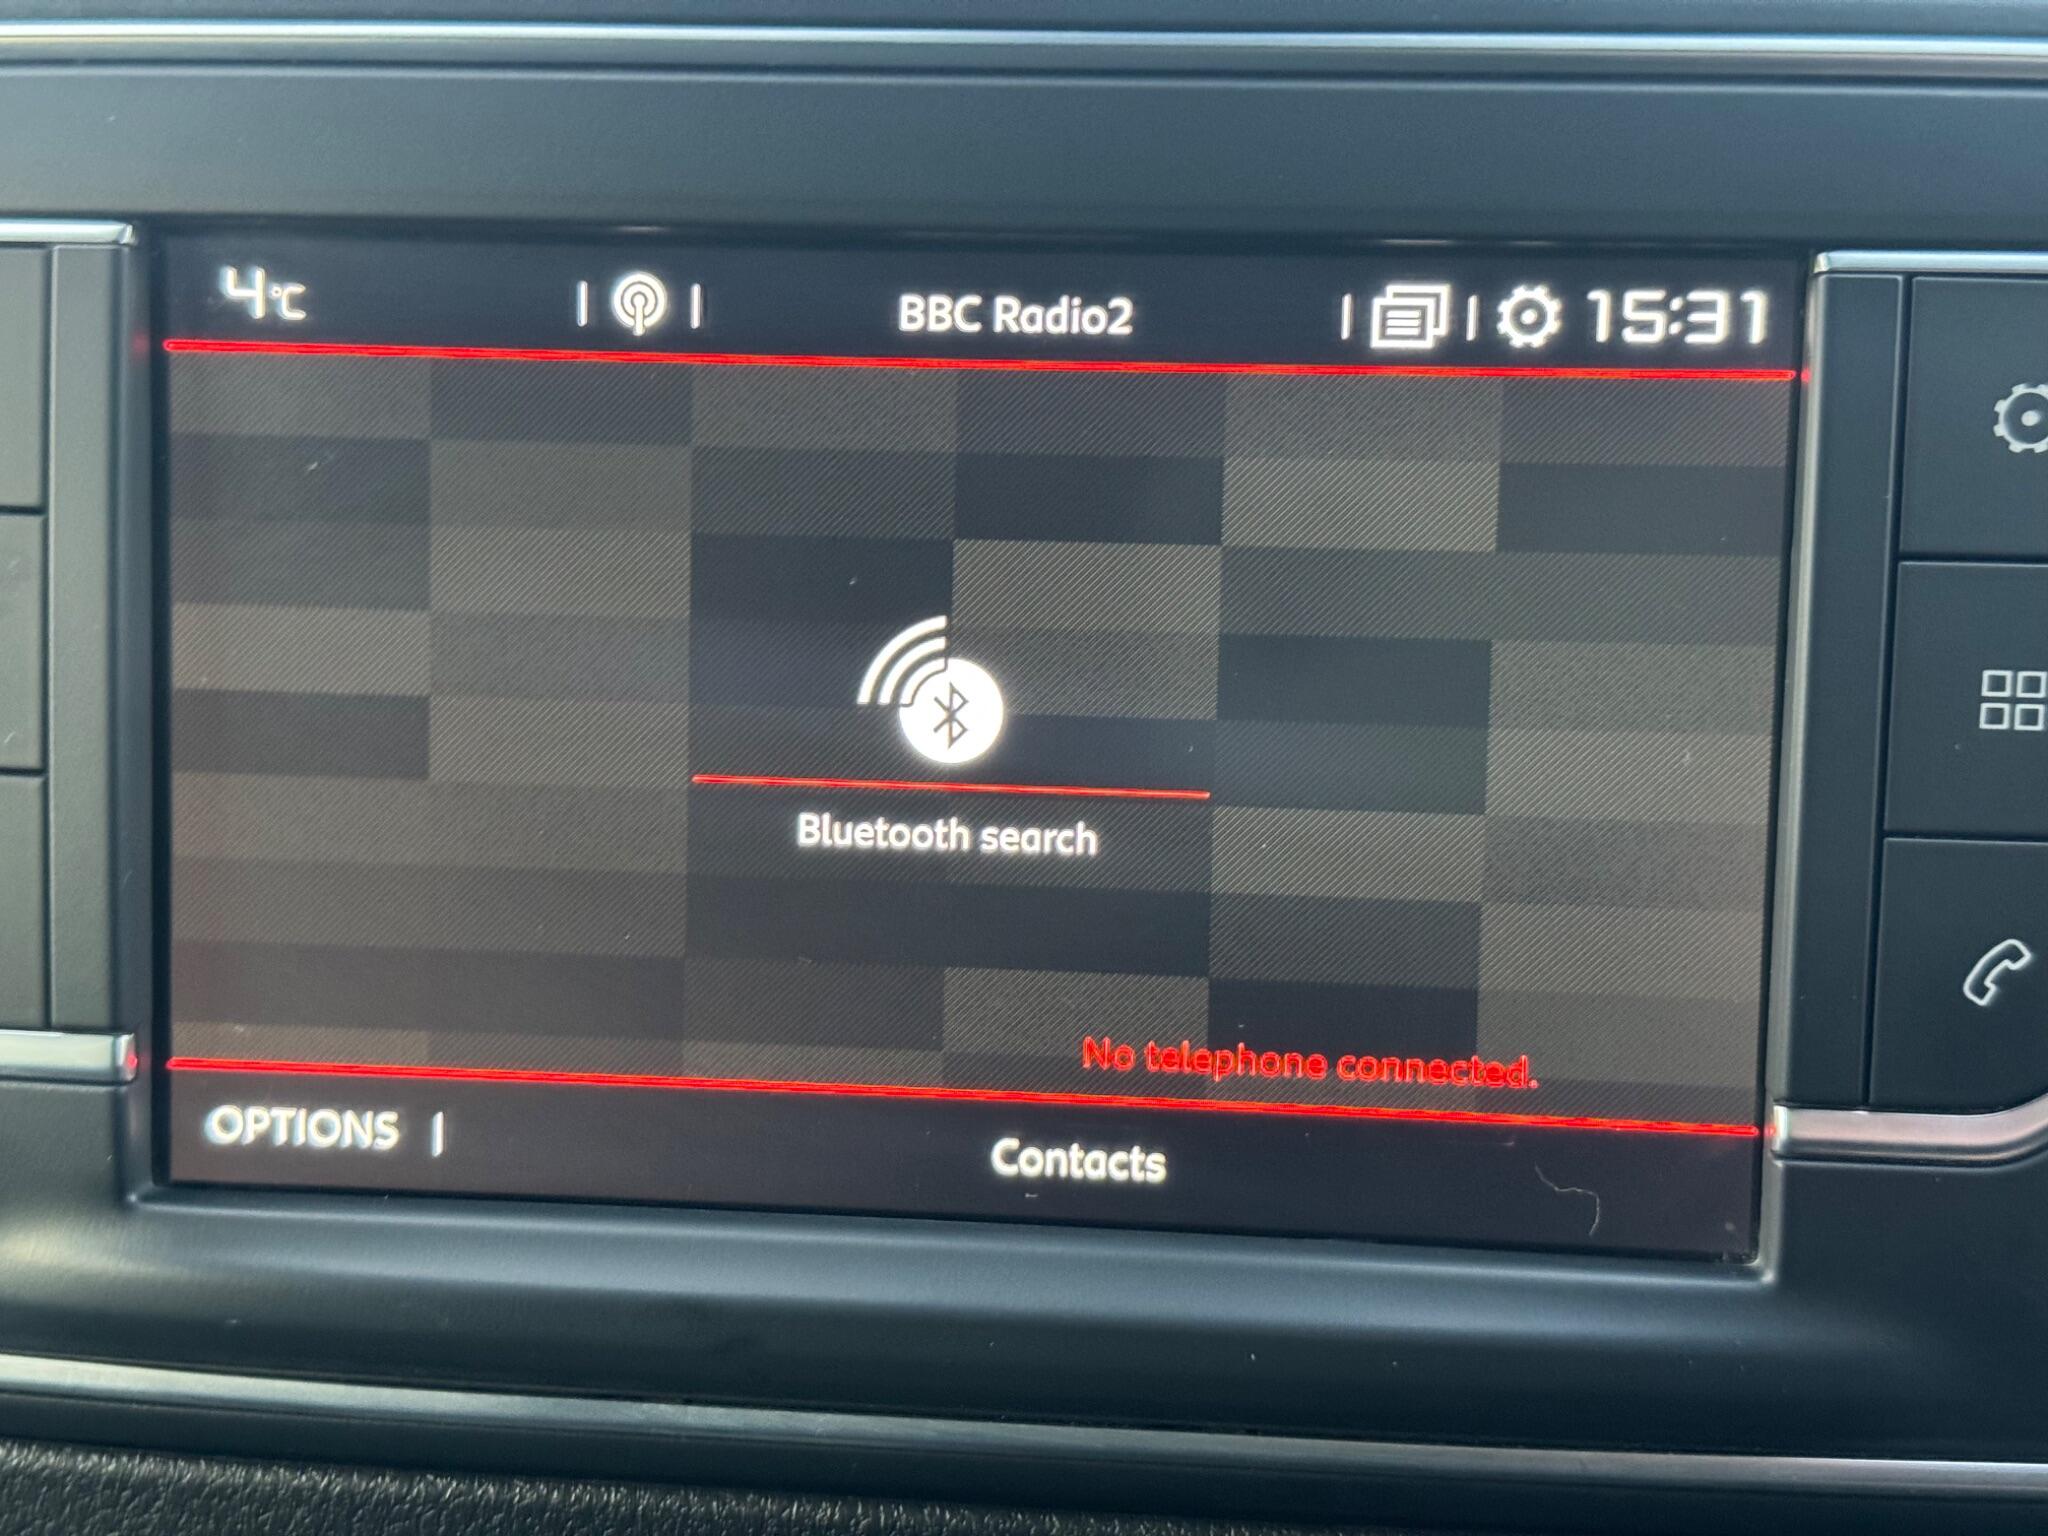 4°C
BBC Radio2
15:31
Bluetooth search
No telephone connected.
OPTIONS
Contacts